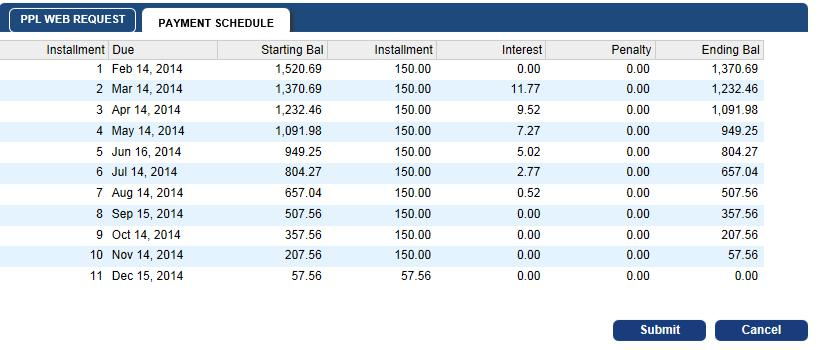 PPL WEB REQUEST PAYMENT SCHEDULE
Installment Due Starting Bal Installment Interest Penalty Ending Bal
1 Feb 14, 2014 1,520.69 150.00 0.00 0.00 1,370.69
2 Mar 14, 2014 1,370.69 150.00 11.77 0.00 1,232.46
3 Apr 14, 2014 1,232.46 150.00 9.52 0.00 1,091.98
4 May 14, 2014 1,091.98 150.00 7.27 0.00 949.25
5 Jun 16, 2014 949.25 150.00 5.02 0.00 804.27
6 Jul 14, 2014 804.27 150.00 2.77 0.00 657.04
7 Aug 14, 2014 657.04 150.00 0.52 0.00 507.56
8 Sep 15, 2014 507.56 150.00 0.00 0.00 357.56
9 Oct 14, 2014 357.56 150.00 0.00 0.00 207.56
10 Nov 14, 2014 207.56 150.00 0.00 0.00 57.56
11 Dec 15, 2014 57.56 57.56 0.00 0.00 0.00
Submit Cancel